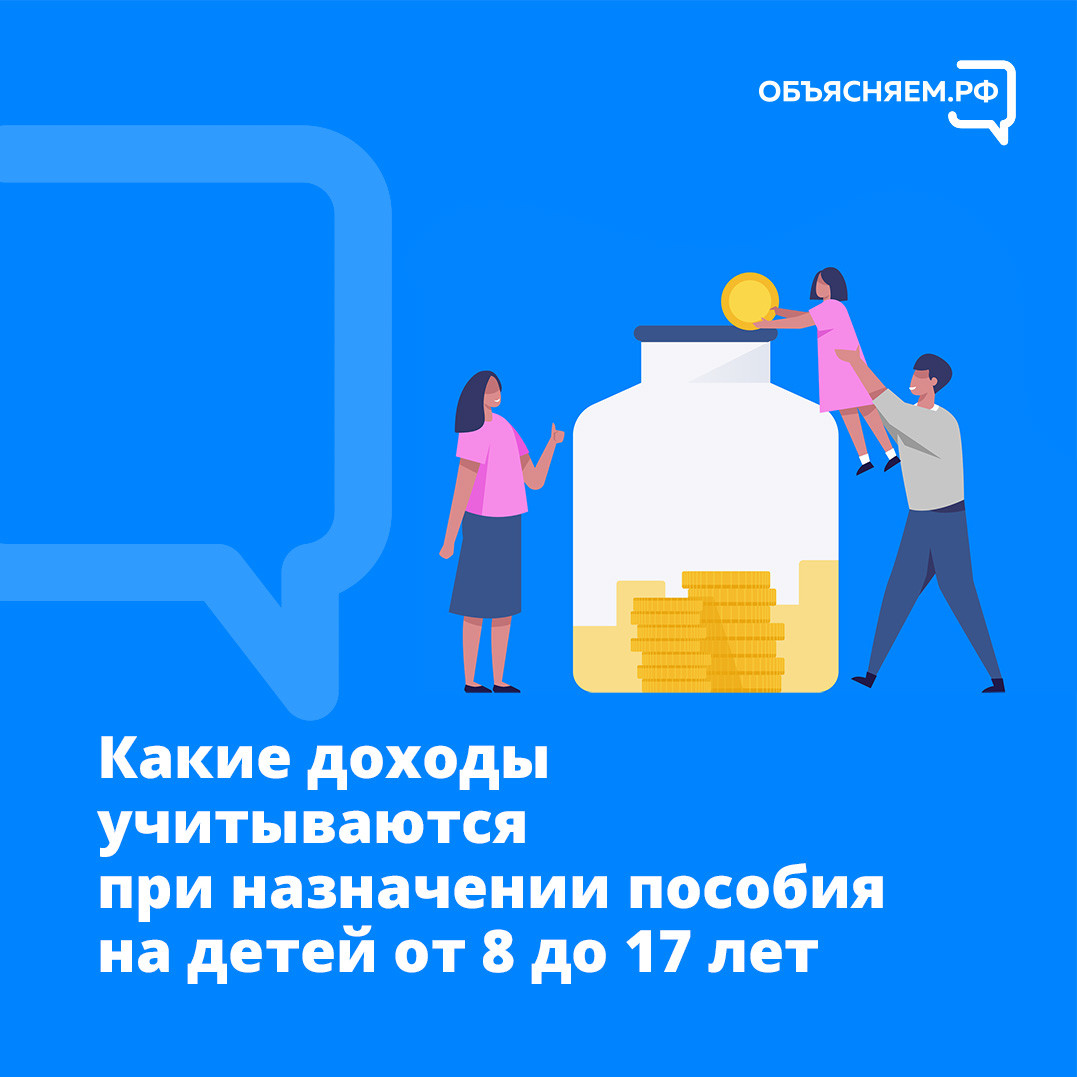 ОБЪЯСНЯЕМ.РФ
Какие доходы
учитываются
при назначении пособия
на детей от 8 до 17 лет